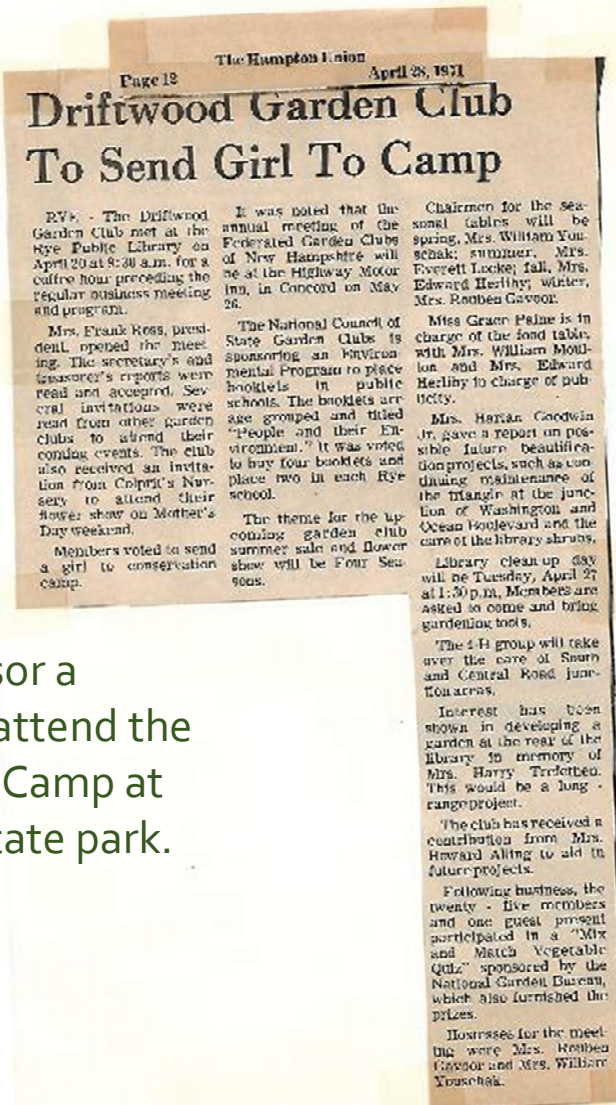 The Hampton Union
Page 12 April 28, 1971
Driftwood Garden Club
To Send Girl To Camp
RYE - The Driftwood
Garden Club met at the
Rye Public Library on
April 20 at 9:30 a.m. for a
coffee hour preceding the
regular business meeting
and program.
Mrs. Frank Ross, presi-
dent, opened the meet-
ing. The secretary's and
treasurer's reports were
read and accepted. Sev-
eral invitations were
read from other garden
clubs to attend their
coming events. The club
also received an invita-
tion from Colprit's Nur-
sery to attend their
flower show on Mother's
Day weekend.
Members voted to send
a girl to conservation
camp.
It was noted that the
annual meeting of the
Federated Garden Clubs
of New Hampshire will
be at the Highway Motor
Inn, in Concord on May
26.
The National Council of
State Garden Clubs is
sponsoring an Environ-
mental Program to place
booklets in public
schools. The booklets are
age grouped and titled
"People and their En-
vironment." It was voted
to buy four booklets and
place two in each Rye
school.
The theme for the up-
coming garden club
summer sale and flower
show will be Four Sea-
sons.
Chairmen for the sea-
sonal tables will be
spring, Mrs. William You-
schak; summer, Mrs.
Everett Locke; fall, Mrs.
Edward Herlihy; winter,
Mrs. Rouben Gavoor.
Miss Grace Paine is in
charge of the food table,
with Mrs. William Moul-
ton and Mrs. Edward
Herlihy in charge of pub-
licity.
Mrs. Harlan Goodwin
Jr. gave a report on pos-
sible future beautifica-
tion projects, such as con-
tinuing maintenance of
the triangle at the junc-
tion of Washington and
Ocean Boulevard and the
care of the library shrubs.
Library clean up day
will be Tuesday, April 27
at 1:30 p.m. Members are
asked to come and bring
gardening tools.
The 4-H group will take
over the care of South
and Central Road junc-
tion areas.
Interest has been
shown in developing a
garden at the rear of the
library in memory of
Mrs. Harry Trefethen.
This would be a long -
range project.
The club has received a
contribution from Mrs.
Howard Alling to aid in
future projects.
Following business, the
twenty - five members
and one guest present
participated in a "Mix
and Match Vegetable
Quiz" sponsored by the
National Garden Bureau,
which also furnished the
prizes.
Hostesses for the meet-
ing were Mrs. Rouben
Gavoor and Mrs. William
Youschak.
sor a
attend the
Camp at
tate park.